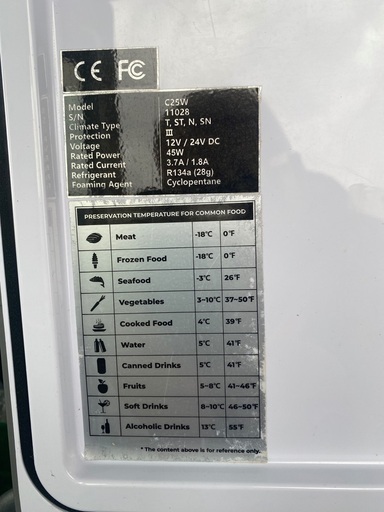 CE FC
Model C25W
S/N 11028
Climate Type T, ST, N, SN
Protection III
Voltage 12V / 24V DC
Rated Power 45W
Rated Current 3.7A / 1.8A
Refrigerant R134a (28g)
Foaming Agent Cyclopentane
PRESERVATION TEMPERATURE FOR COMMON FOOD
Meat -18°C 0°F
Frozen Food -18°C 0°F
Seafood -3°C 26°F
Vegetables 3-10°C 37-50°F
Cooked Food 4°C 39°F
Water 5°C 41°F
Canned Drinks 5°C 41°F
Fruits 5-8°C 41-46°F
Soft Drinks 8-10°C 46-50°F
Alcoholic Drinks 13°C 55°F
* The content above is for reference only.